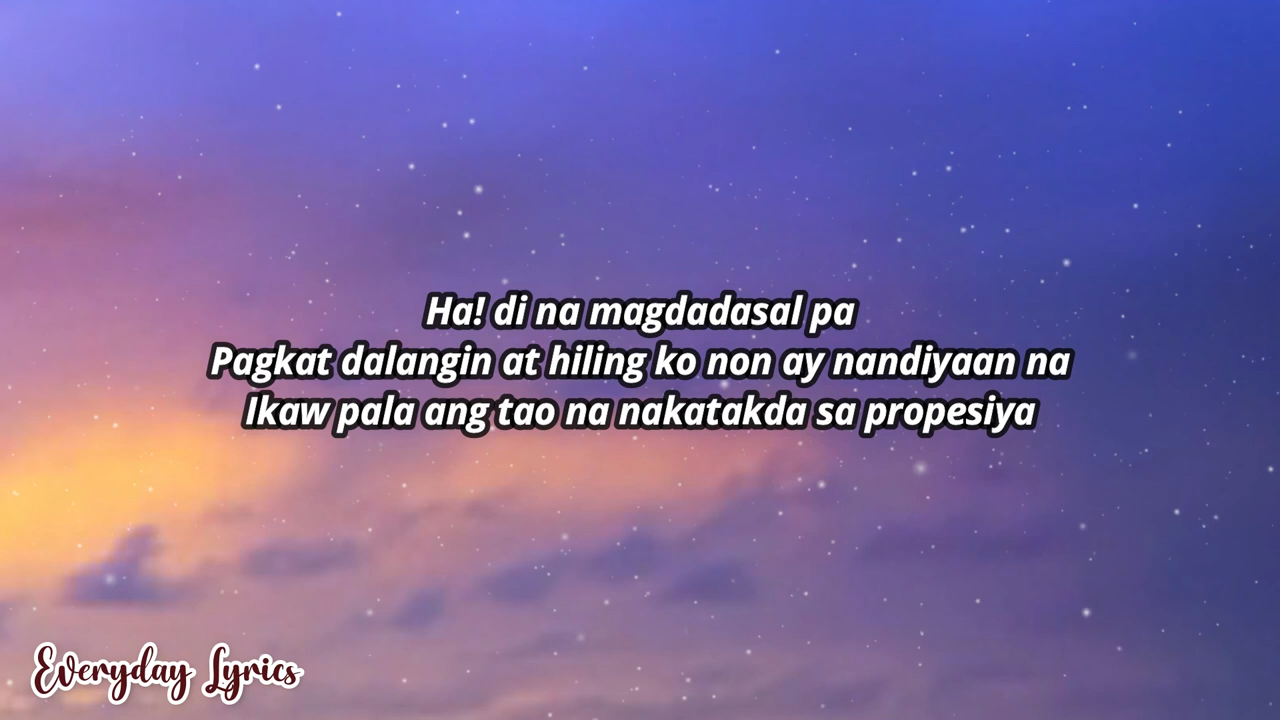 Ha! di na magdadasal pa
Pagkat dalangin at hiling ko non ay nandiyaan na
Ikaw pala ang tao na nakatakda sa propesiya
Everyday Lyrics